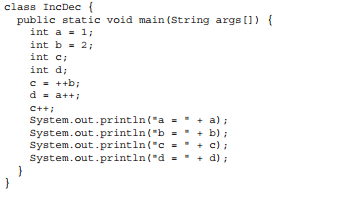 class IncDec {
public static void main(String args[]) {
int a = 1;
int b = 2;
int c;
int d;
c = ++b;
d = a++;
c++;
System.out.println("a = " + a);
System.out.println("b = " + b);
System.out.println("c = " + c);
System.out.println("d = " + d);
}
}